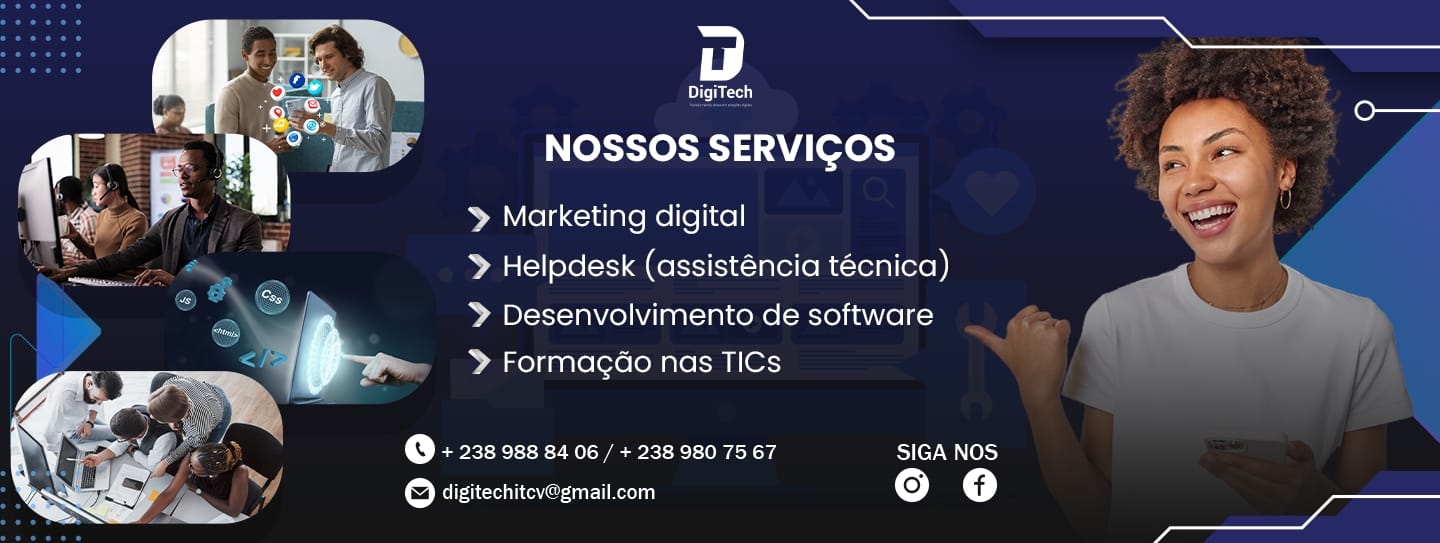 DigiTech
NOSSOS SERVIÇOS
Marketing digital
Helpdesk (assistência técnica)
Desenvolvimento de software
Formação nas TICs
+ 238 988 84 06 / + 238 980 75 67
digitechitcv@gmail.com
SIGA NOS
JS
Css
<html>
</>